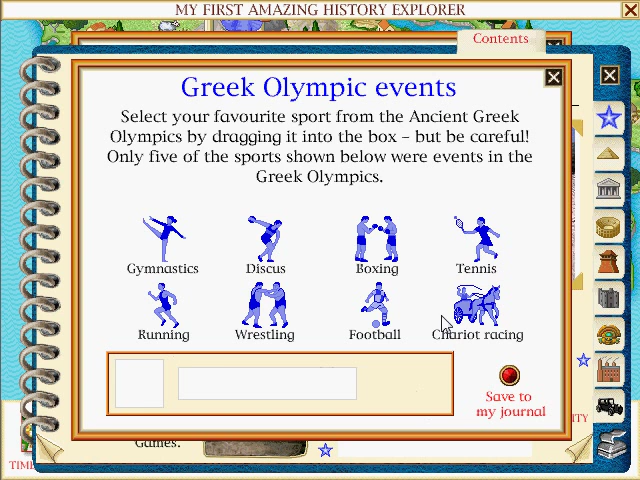 MY FIRST AMAZING HISTORY EXPLORER
Contents
Greek Olympic events
Select your favourite sport from the Ancient Greek
Olympics by dragging it into the box – but be careful!
Only five of the sports shown below were events in the
Greek Olympics.
Gymnastics Discus Boxing Tennis
Running Wrestling Football Chariot racing
Save to
my journal
Games.